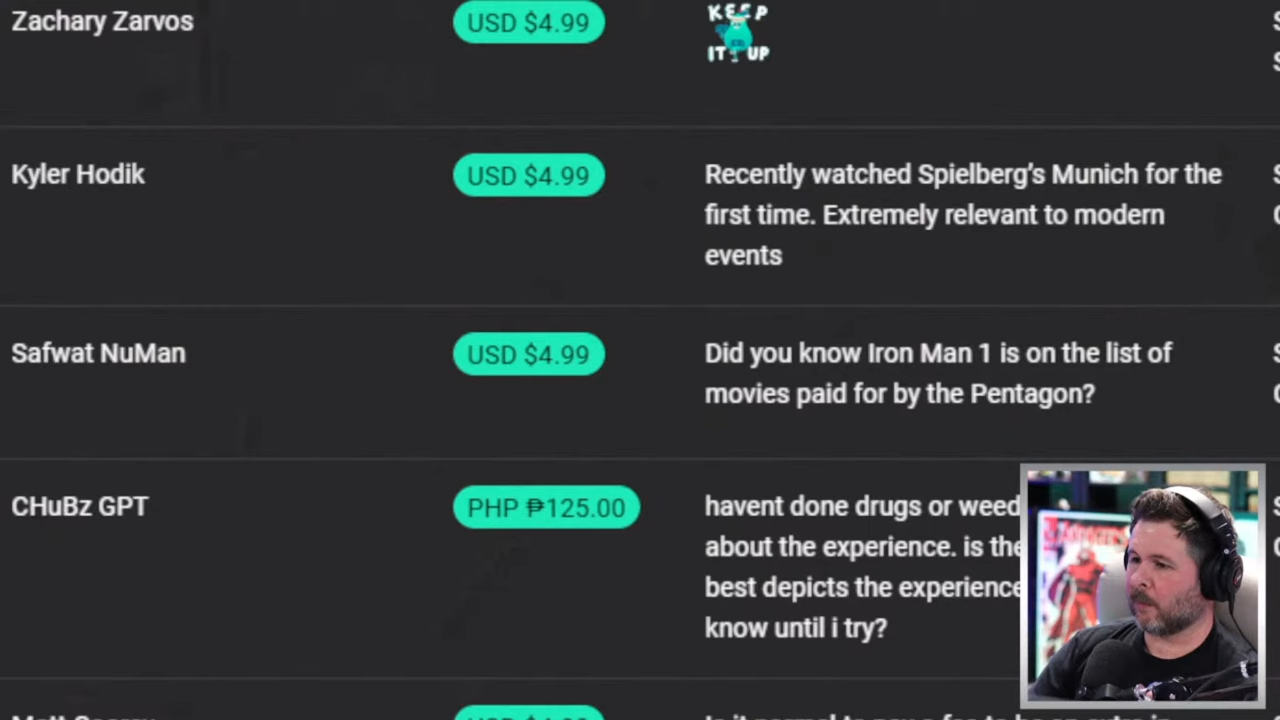 Zachary Zarvos
USD $4.99
KEEP
IT UP
Kyler Hodik
USD $4.99
Recently watched Spielberg’s Munich for the
first time. Extremely relevant to modern
events
Safwat NuMan
USD $4.99
Did you know Iron Man 1 is on the list of
movies paid for by the Pentagon?
CHuBz GPT
PHP ₱125.00
havent done drugs or weed
about the experience. is the
best depicts the experience
know until i try?